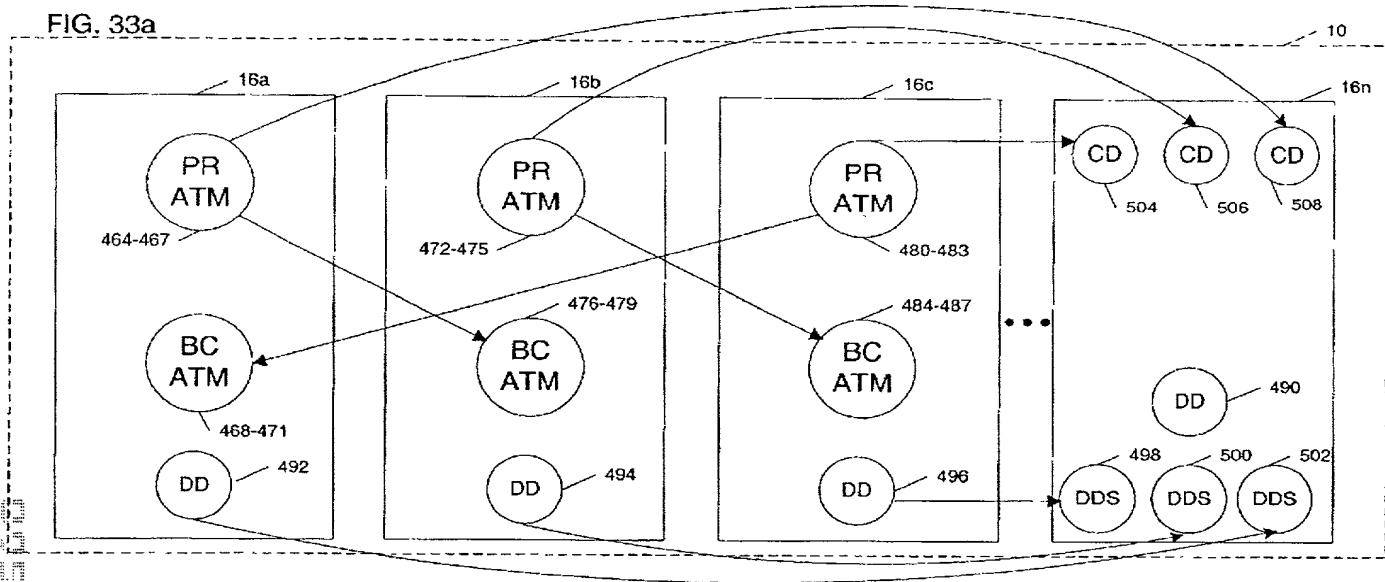 FIG. 33a
10
16a
16b
16c
16n
PR
ATM
PR
ATM
PR
ATM
CD
CD
CD
504
506
508
464-467
472-475
480-483
476-479
484-487
BC
ATM
BC
ATM
BC
ATM
•••
468-471
DD
490
DD
492
DD
494
DD
496
498
500
502
DDS
DDS
DDS